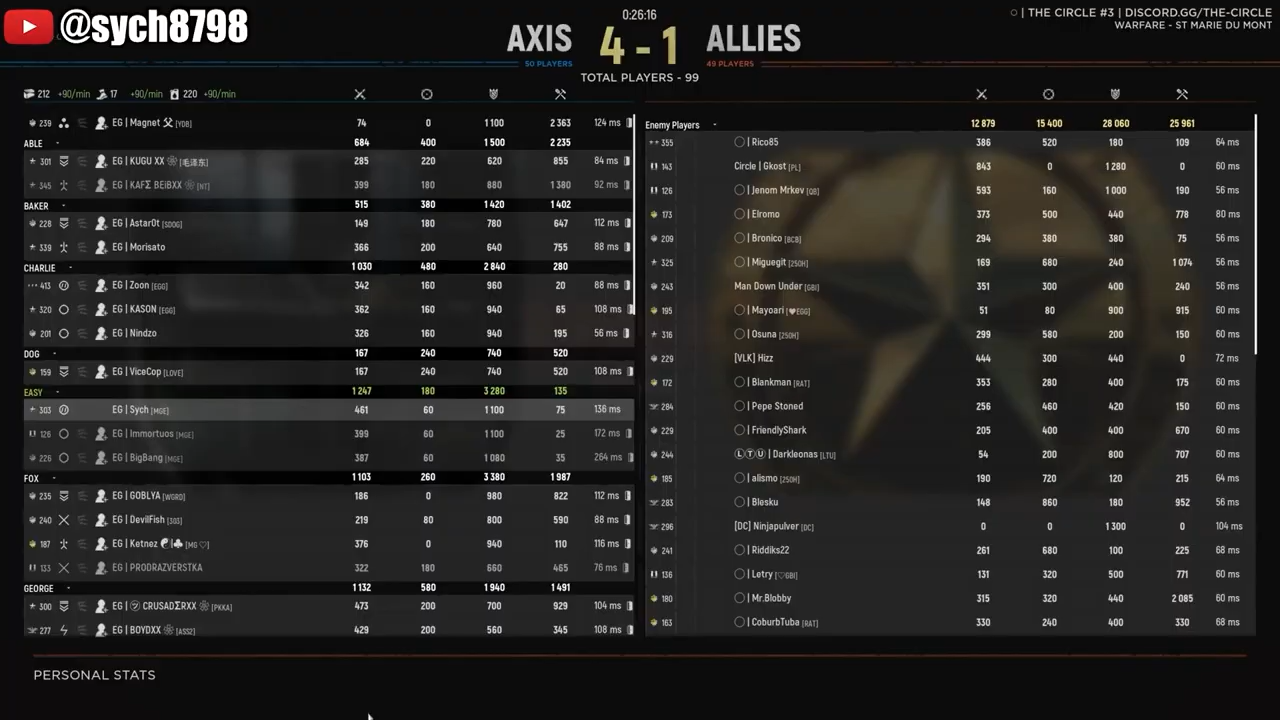 @sych8798
0:26:16
AXIS 4 - 1 ALLIES
50 PLAYERS 49 PLAYERS
TOTAL PLAYERS - 99
| THE CIRCLE #3 | DISCORD.GG/THE-CIRCLE
WARFARE - ST MARIE DU MONT
212 +90/min 17 +90/min 220 +90/min
239 EG | Magnet [YDB] 74 0 1 100 2 363 124 ms
ABLE 684 400 1 500 2 235
301 EG | KUGU XX [毛泽东] 285 220 620 855 84 ms
345 EG | KAFΣ BEiBXX [NT] 399 180 880 1 380 92 ms
BAKER 515 380 1 420 1 402
228 EG | Astar0t [SDOG] 149 180 780 647 112 ms
339 EG | Morisato 366 200 640 755 88 ms
CHARLIE - 1 030 480 2 840 280
413 EG | Zoon [EGG] 342 160 960 20 88 ms
320 EG | KASON [EGG] 362 160 940 65 108 ms
201 EG | Nindzo 326 160 940 195 56 ms
DOG - 167 240 740 520
159 EG | ViceCop [LOVE] 167 240 740 520 108 ms
EASY - 1 247 180 3 280 135
303 EG | Sych [MGE] 461 60 1 100 75 136 ms
126 EG | Immortuos [MGE] 399 60 1 100 25 172 ms
226 EG | BigBang [MGE] 387 60 1 080 35 264 ms
FOX - 1 103 260 3 380 1 987
235 EG | GOBLYA [WGRD] 186 0 980 822 112 ms
240 EG | DevilFish [303] 219 80 800 590 88 ms
187 EG | Ketnez ☯|♣ [MG ♡] 376 0 940 110 116 ms
133 EG | PRODRAZVERSTKA 322 180 660 465 76 ms
GEORGE - 1 132 580 1 940 1 491
300 EG | CRUSADΣRXX [PKKA] 473 200 700 929 104 ms
277 EG | BOYDXX [ASS2] 429 200 560 345 108 ms
Enemy Players - 12 879 15 400 28 060 25 961
355 | Rico85 386 520 180 109 64 ms
143 Circle | Gkost [PL] 843 0 1 280 0 60 ms
126 | Jenom Mrkev [OB] 593 160 1 000 190 56 ms
173 | Elromo 373 500 440 778 80 ms
209 | Bronico [BCB] 294 380 380 75 56 ms
325 | Miguegit [250H] 169 680 240 1 074 56 ms
243 Man Down Under [GBI] 351 300 400 240 56 ms
195 | Mayoari [♥EGG] 51 80 900 915 60 ms
316 | Osuna [250H] 299 580 200 150 60 ms
229 [VLK] Hizz 444 300 440 0 72 ms
172 | Blankman [RAT] 353 280 400 175 60 ms
284 | Pepe Stoned 256 460 420 150 60 ms
229 | FriendlyShark 205 400 400 670 60 ms
244 ⓁⓉⓊ | Darkleonas [LTU] 54 200 800 707 60 ms
185 | alismo [250H] 190 720 120 215 64 ms
283 | Blesku 148 860 180 952 56 ms
296 [DC] Ninjapulver [DC] 0 0 1 300 0 104 ms
241 | Riddiks22 261 680 100 225 68 ms
136 | Letry [♡GBI] 131 320 500 771 60 ms
180 | Mr.Blobby 315 320 440 2 085 60 ms
163 | CoburbTuba [RAT] 330 240 400 330 68 ms
PERSONAL STATS